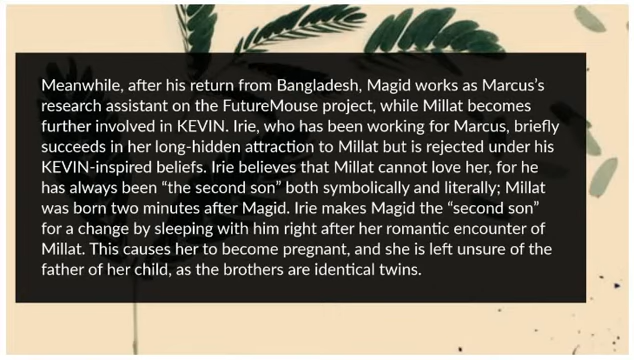 Meanwhile, after his return from Bangladesh, Magid works as Marcus's
research assistant on the FutureMouse project, while Millat becomes
further involved in KEVIN. Irie, who has been working for Marcus, briefly
succeeds in her long-hidden attraction to Millat but is rejected under his
KEVIN-inspired beliefs. Irie believes that Millat cannot love her, for he
has always been “the second son” both symbolically and literally; Millat
was born two minutes after Magid. Irie makes Magid the “second son”
for a change by sleeping with him right after her romantic encounter of
Millat. This causes her to become pregnant, and she is left unsure of the
father of her child, as the brothers are identical twins.